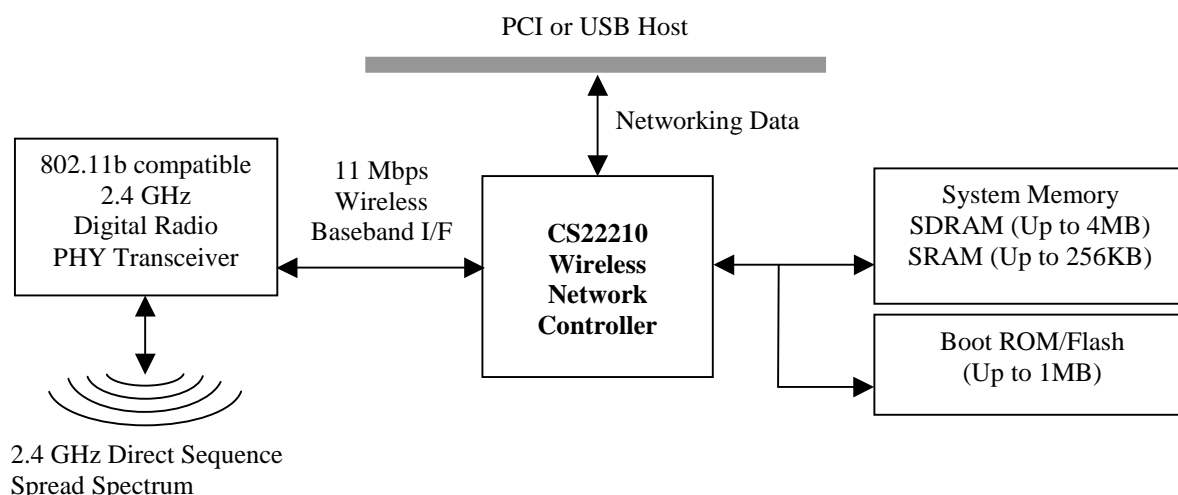 PCI or USB Host
Networking Data
802.11b compatible
2.4 GHz
Digital Radio
PHY Transceiver
11 Mbps
Wireless
Baseband I/F
CS22210
Wireless
Network
Controller
System Memory
SDRAM (Up to 4MB)
SRAM (Up to 256KB)
Boot ROM/Flash
(Up to 1MB)
2.4 GHz Direct Sequence
Spread Spectrum